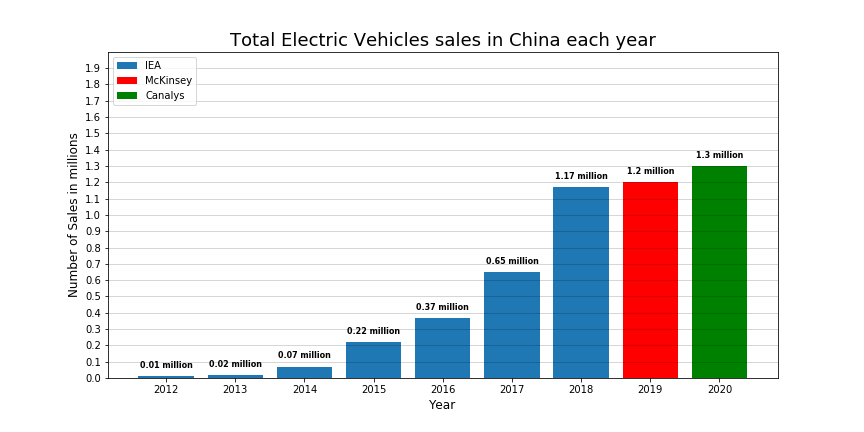 Total Electric Vehicles sales in China each year
IEA
McKinsey
Canalys
Number of Sales in millions
1.9
1.8
1.7
1.6
1.5
1.4
1.3
1.2
1.1
1.0
0.9
0.8
0.7
0.6
0.5
0.4
0.3
0.2
0.1
0.0
0.01 million
0.02 million
0.07 million
0.22 million
0.37 million
0.65 million
1.17 million
1.2 million
1.3 million
2012 2013 2014 2015 2016 2017 2018 2019 2020
Year